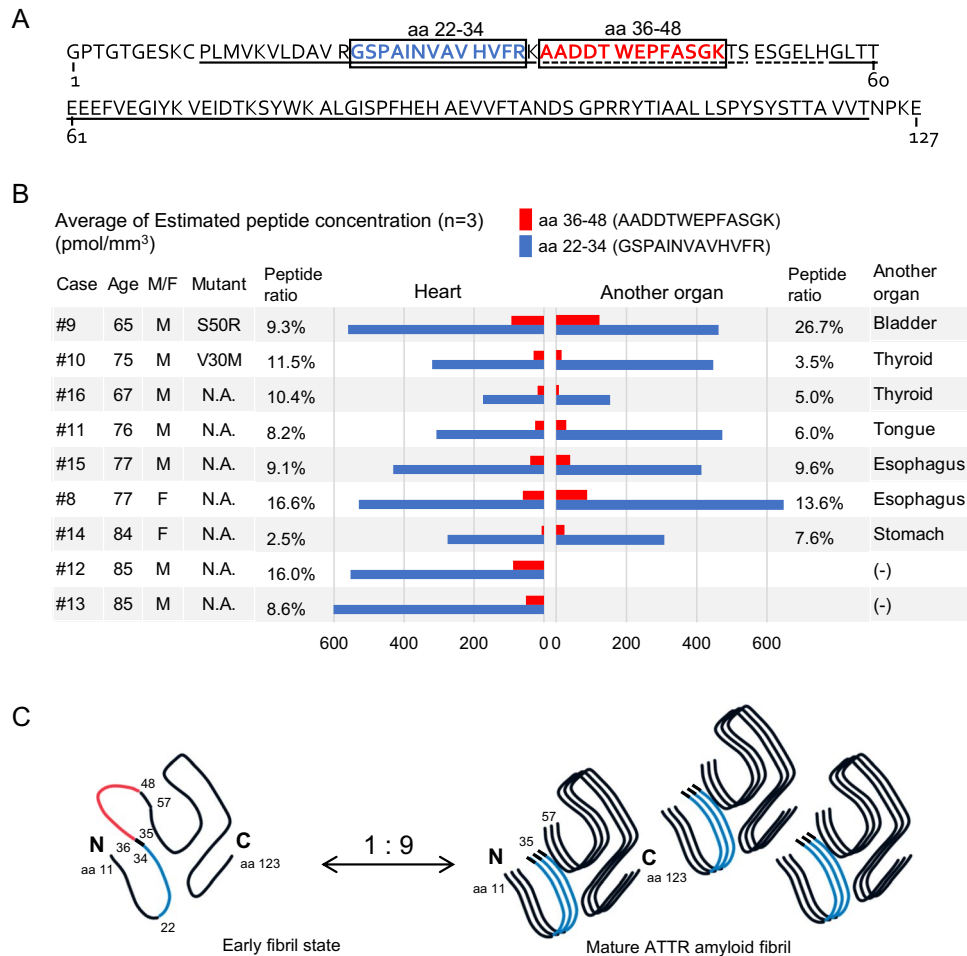 A
aa 22-34 aa 36-48
GPTGTGESKC PLMVKVLDAV RGSPAINVAV HVFRKAADDT WEPFASGKTS ESGELHGLTT
1 60
EEEFVEGIYK VEIDTKSYWK ALGISPFHEH AEVVFTANDS GPRRYTIAAL LSPYSYSTTA VVTNPKE
61 127
B
Average of Estimated peptide concentration (n=3)
(pmol/mm³)
aa 36-48 (AADDTWEPFASGK)
aa 22-34 (GSPAINVAVHVFR)
Case Age M/F Mutant Peptide ratio Heart Another organ Peptide ratio Another organ
#9 65 M S50R 9.3% 26.7% Bladder
#10 75 M V30M 11.5% 3.5% Thyroid
#16 67 M N.A. 10.4% 5.0% Thyroid
#11 76 M N.A. 8.2% 6.0% Tongue
#15 77 M N.A. 9.1% 9.6% Esophagus
#8 77 F N.A. 16.6% 13.6% Esophagus
#14 84 F N.A. 2.5% 7.6% Stomach
#12 85 M N.A. 16.0% (-)
#13 85 M N.A. 8.6% (-)
600 400 200 0 0 200 400 600
C
48
57
35
N 36 34 C
aa 11 aa 123
22
Early fibril state
1 : 9
57
35
N C
aa 11 aa 123
Mature ATTR amyloid fibril